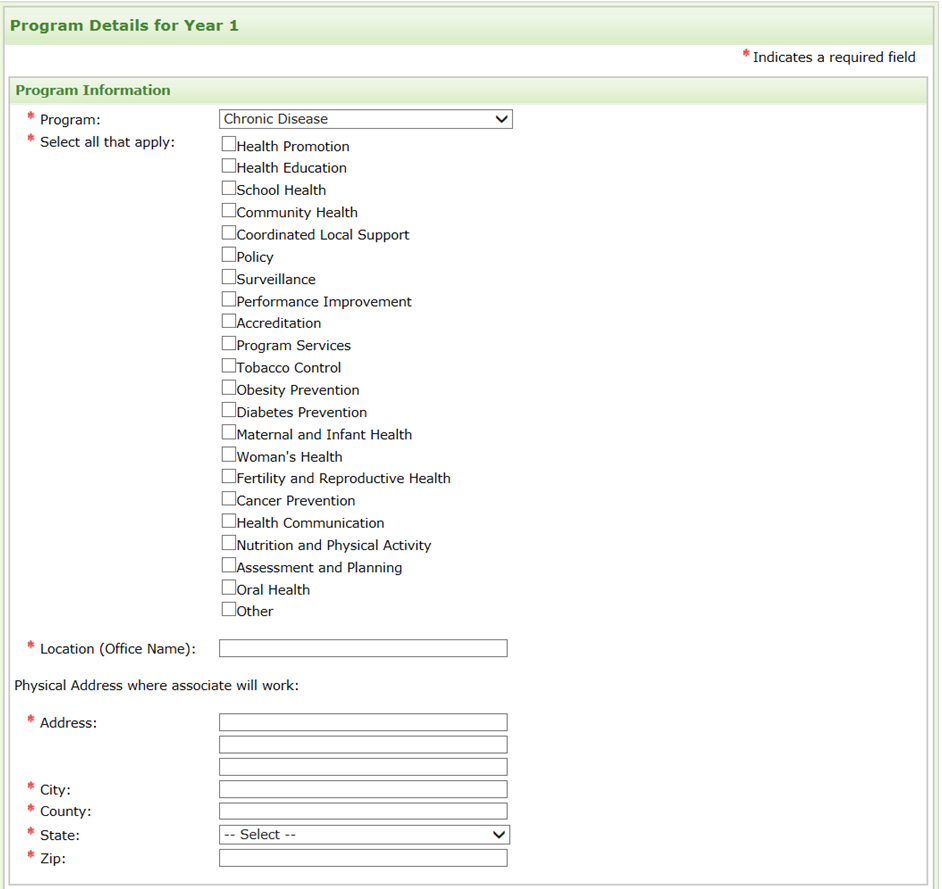 Program Details for Year 1
* Indicates a required field
Program Information
* Program: Chronic Disease
* Select all that apply:
Health Promotion
Health Education
School Health
Community Health
Coordinated Local Support
Policy
Surveillance
Performance Improvement
Accreditation
Program Services
Tobacco Control
Obesity Prevention
Diabetes Prevention
Maternal and Infant Health
Woman's Health
Fertility and Reproductive Health
Cancer Prevention
Health Communication
Nutrition and Physical Activity
Assessment and Planning
Oral Health
Other
* Location (Office Name):
Physical Address where associate will work:
* Address:
* City:
* County:
* State: -- Select --
* Zip: